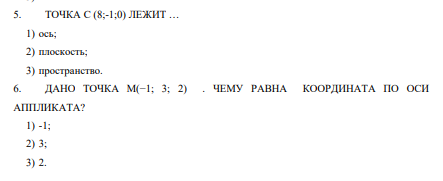 5. ТОЧКА С (8;-1;0) ЛЕЖИТ …
1) ось;
2) плоскость;
3) пространство.
6. ДАНО ТОЧКА М(−1; 3; 2) . ЧЕМУ РАВНА КООРДИНАТА ПО ОСИ
АППЛИКАТА?
1) -1;
2) 3;
3) 2.